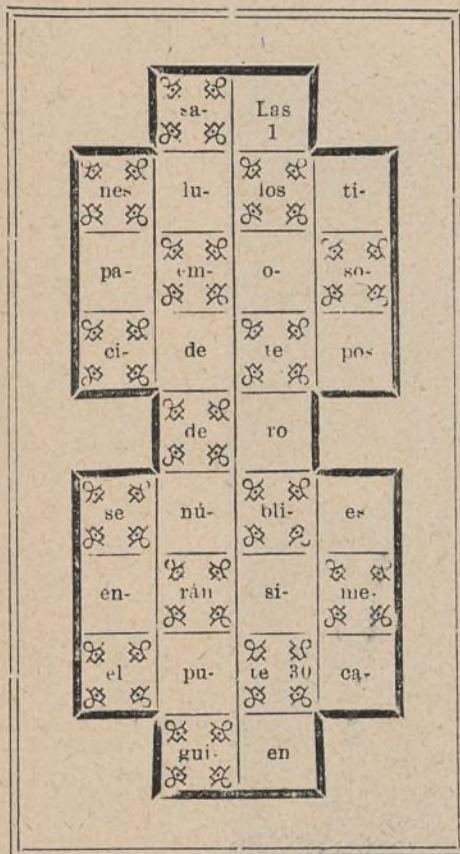 sa- Las
1
nes lu- los ti-
pa- em- o- so-
ci- de te pos
de ro
se nú- bli- es
en- rán si- me-
el pu- te 30 ca-
gui- en